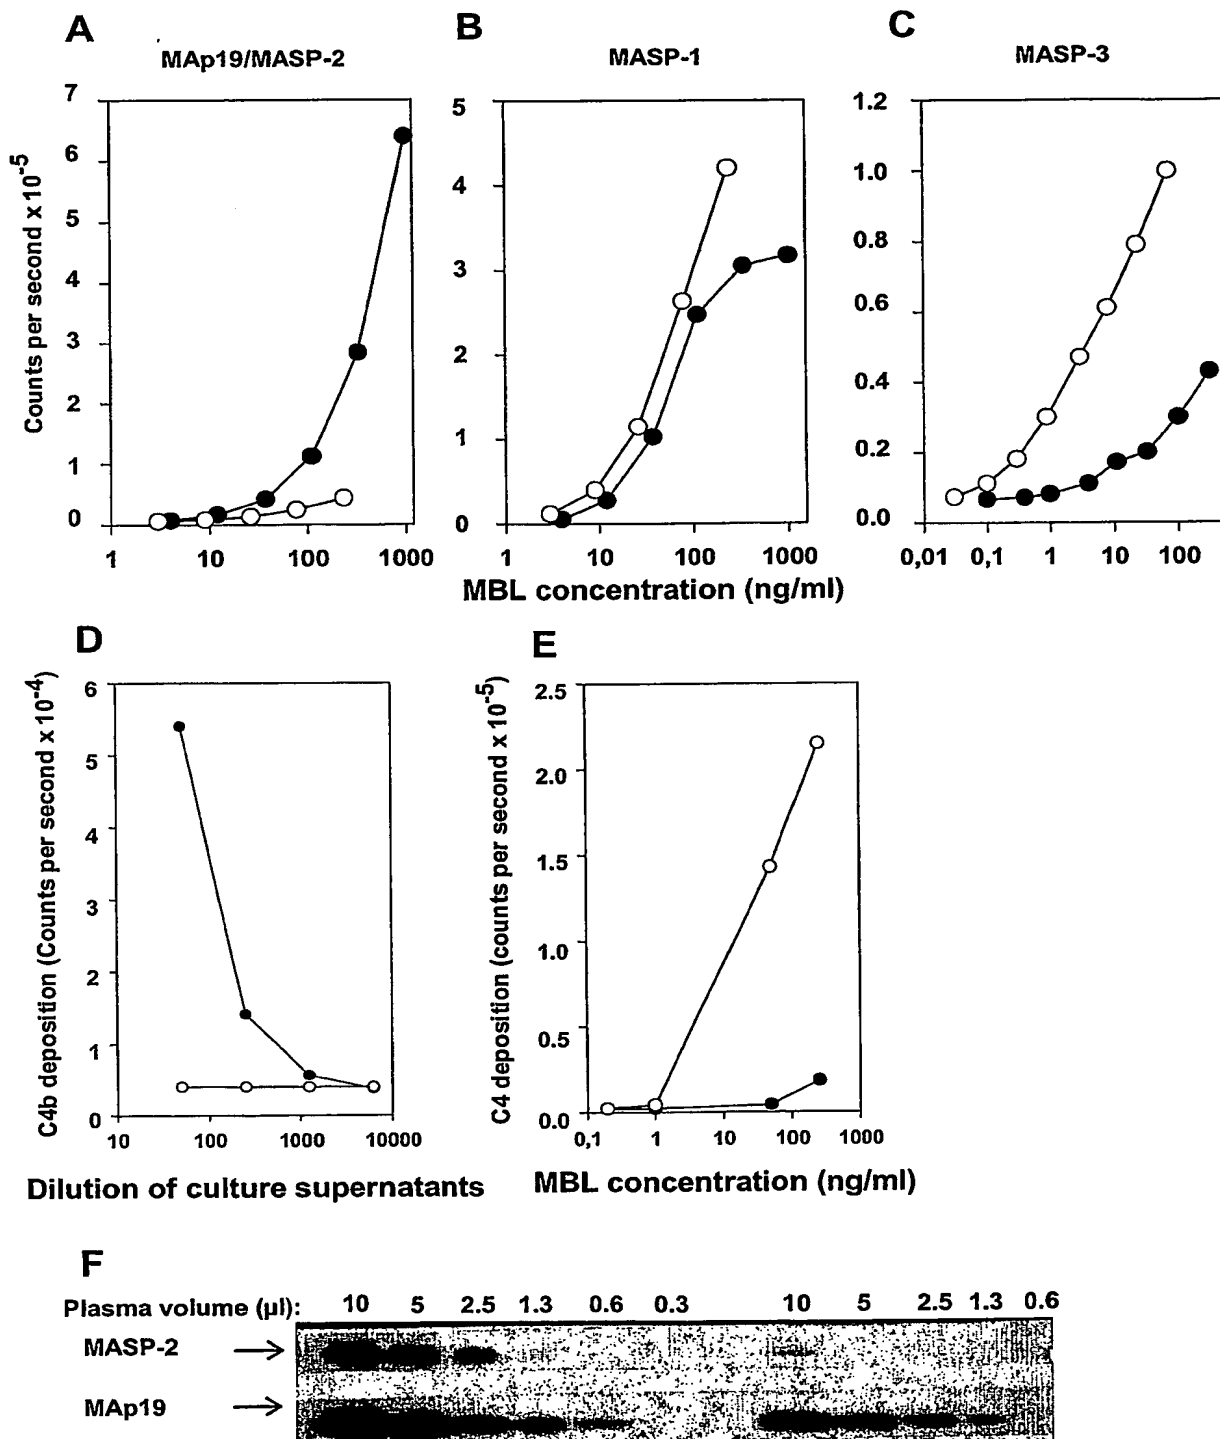 A
MAp19/MASP-2
B
MASP-1
C
MASP-3
Counts per second x 10-5
7
6
5
4
3
2
1
0
1 10 100 1000
5
4
3
2
1
0
1 10 100 1000
1.2
1.0
0.8
0.6
0.4
0.2
0.0
0,01 0,1 1 10 100
MBL concentration (ng/ml)
D
C4b deposition (Counts per second x10-4)
6
5
4
3
2
1
0
10 100 1000 10000
Dilution of culture supernatants
E
C4 deposition (counts per second x 10-5)
2.5
2.0
1.5
1.0
0.5
0.0
0,1 1 10 100 1000
MBL concentration (ng/ml)
F
Plasma volume (µl): 10 5 2.5 1.3 0.6 0.3 10 5 2.5 1.3 0.6
MASP-2
MAp19